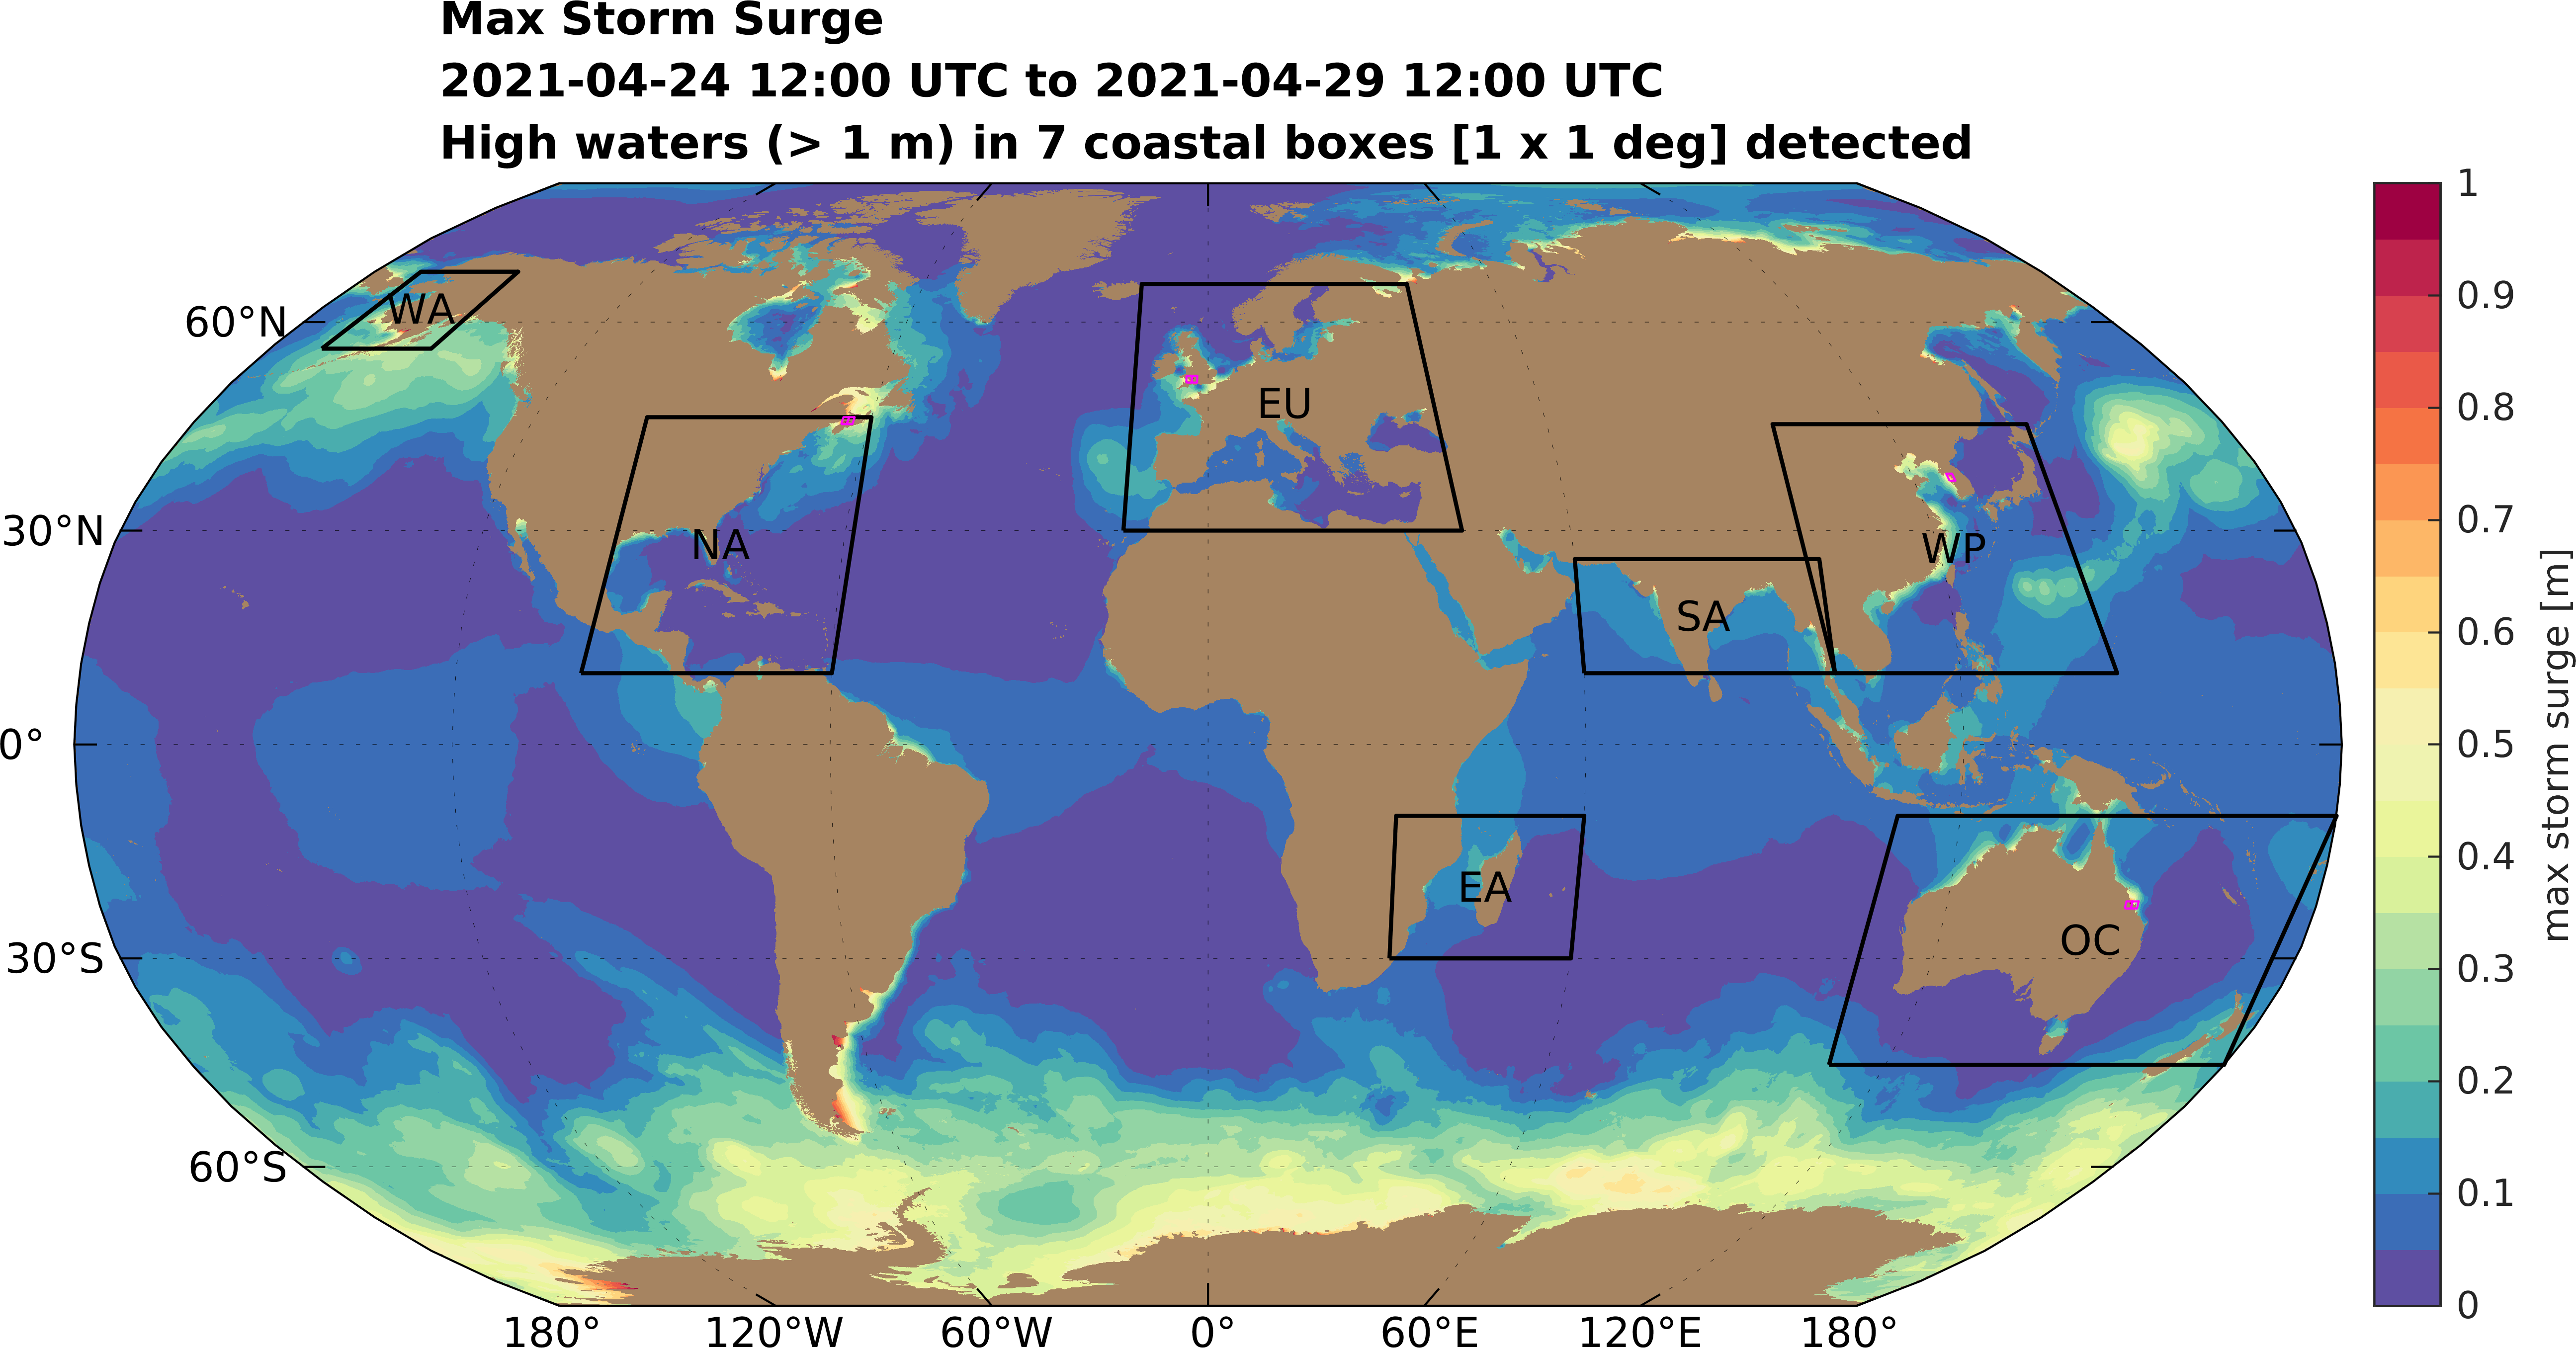 Max Storm Surge
2021-04-24 12:00 UTC to 2021-04-29 12:00 UTC
High waters (> 1 m) in 7 coastal boxes [1 x 1 deg] detected
60°N
30°N
0°
30°S
60°S
WA
NA
EU
SA
WP
EA
OC
180°
120°W
60°W
0°
60°E
120°E
180°
1
0.9
0.8
0.7
0.6
0.5
0.4
0.3
0.2
0.1
0
max storm surge [m]